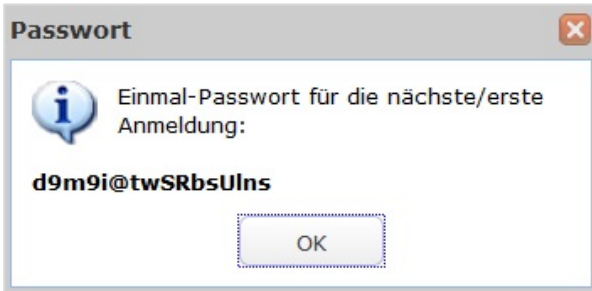 Passwort
Einmal-Passwort für die nächste/erste
Anmeldung:
d9m9i@twSRbsUlns
OK